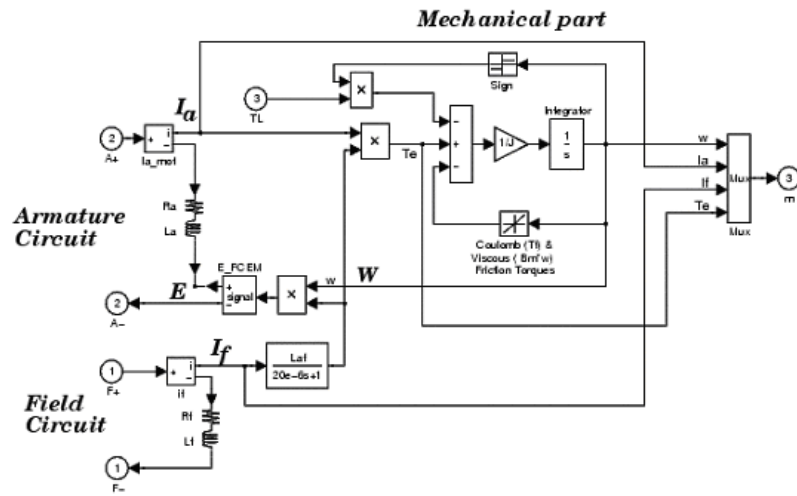 Mechanical part
Sign
3
TL
×
I_a
2
A+
+
i
−
Ia_mot
×
Te
−
+
−
1/J
Integrator
1
s
w
Ia
If
Te
Mux
Mux
3
m
Ra
La
Armature
Circuit
Coulomb (Tf) &
Viscous ( Bm*w)
Friction Torques
E_FCEM
+
signal
−
×
w
W
E
2
A−
I_f
1
F+
+
i
−
If
Laf
20e−6s+1
Field
Circuit
Rf
Lf
1
F−